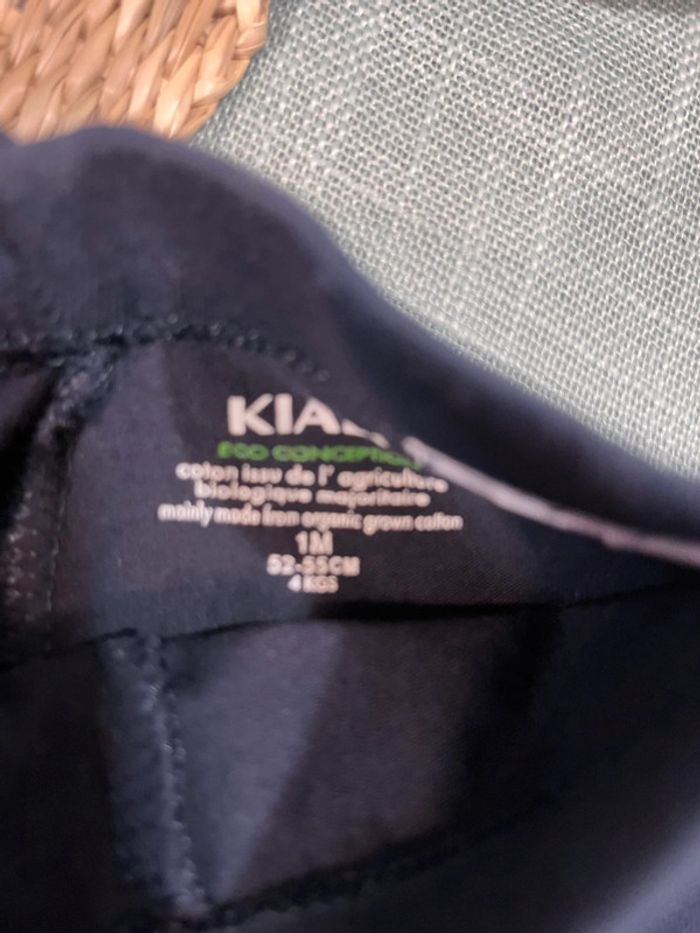 ECO CONCEPTION
coton issu de l' agriculture
biologique majoritaire
mainly made from organic grown cotton
1M
52-55CM
4 KGS